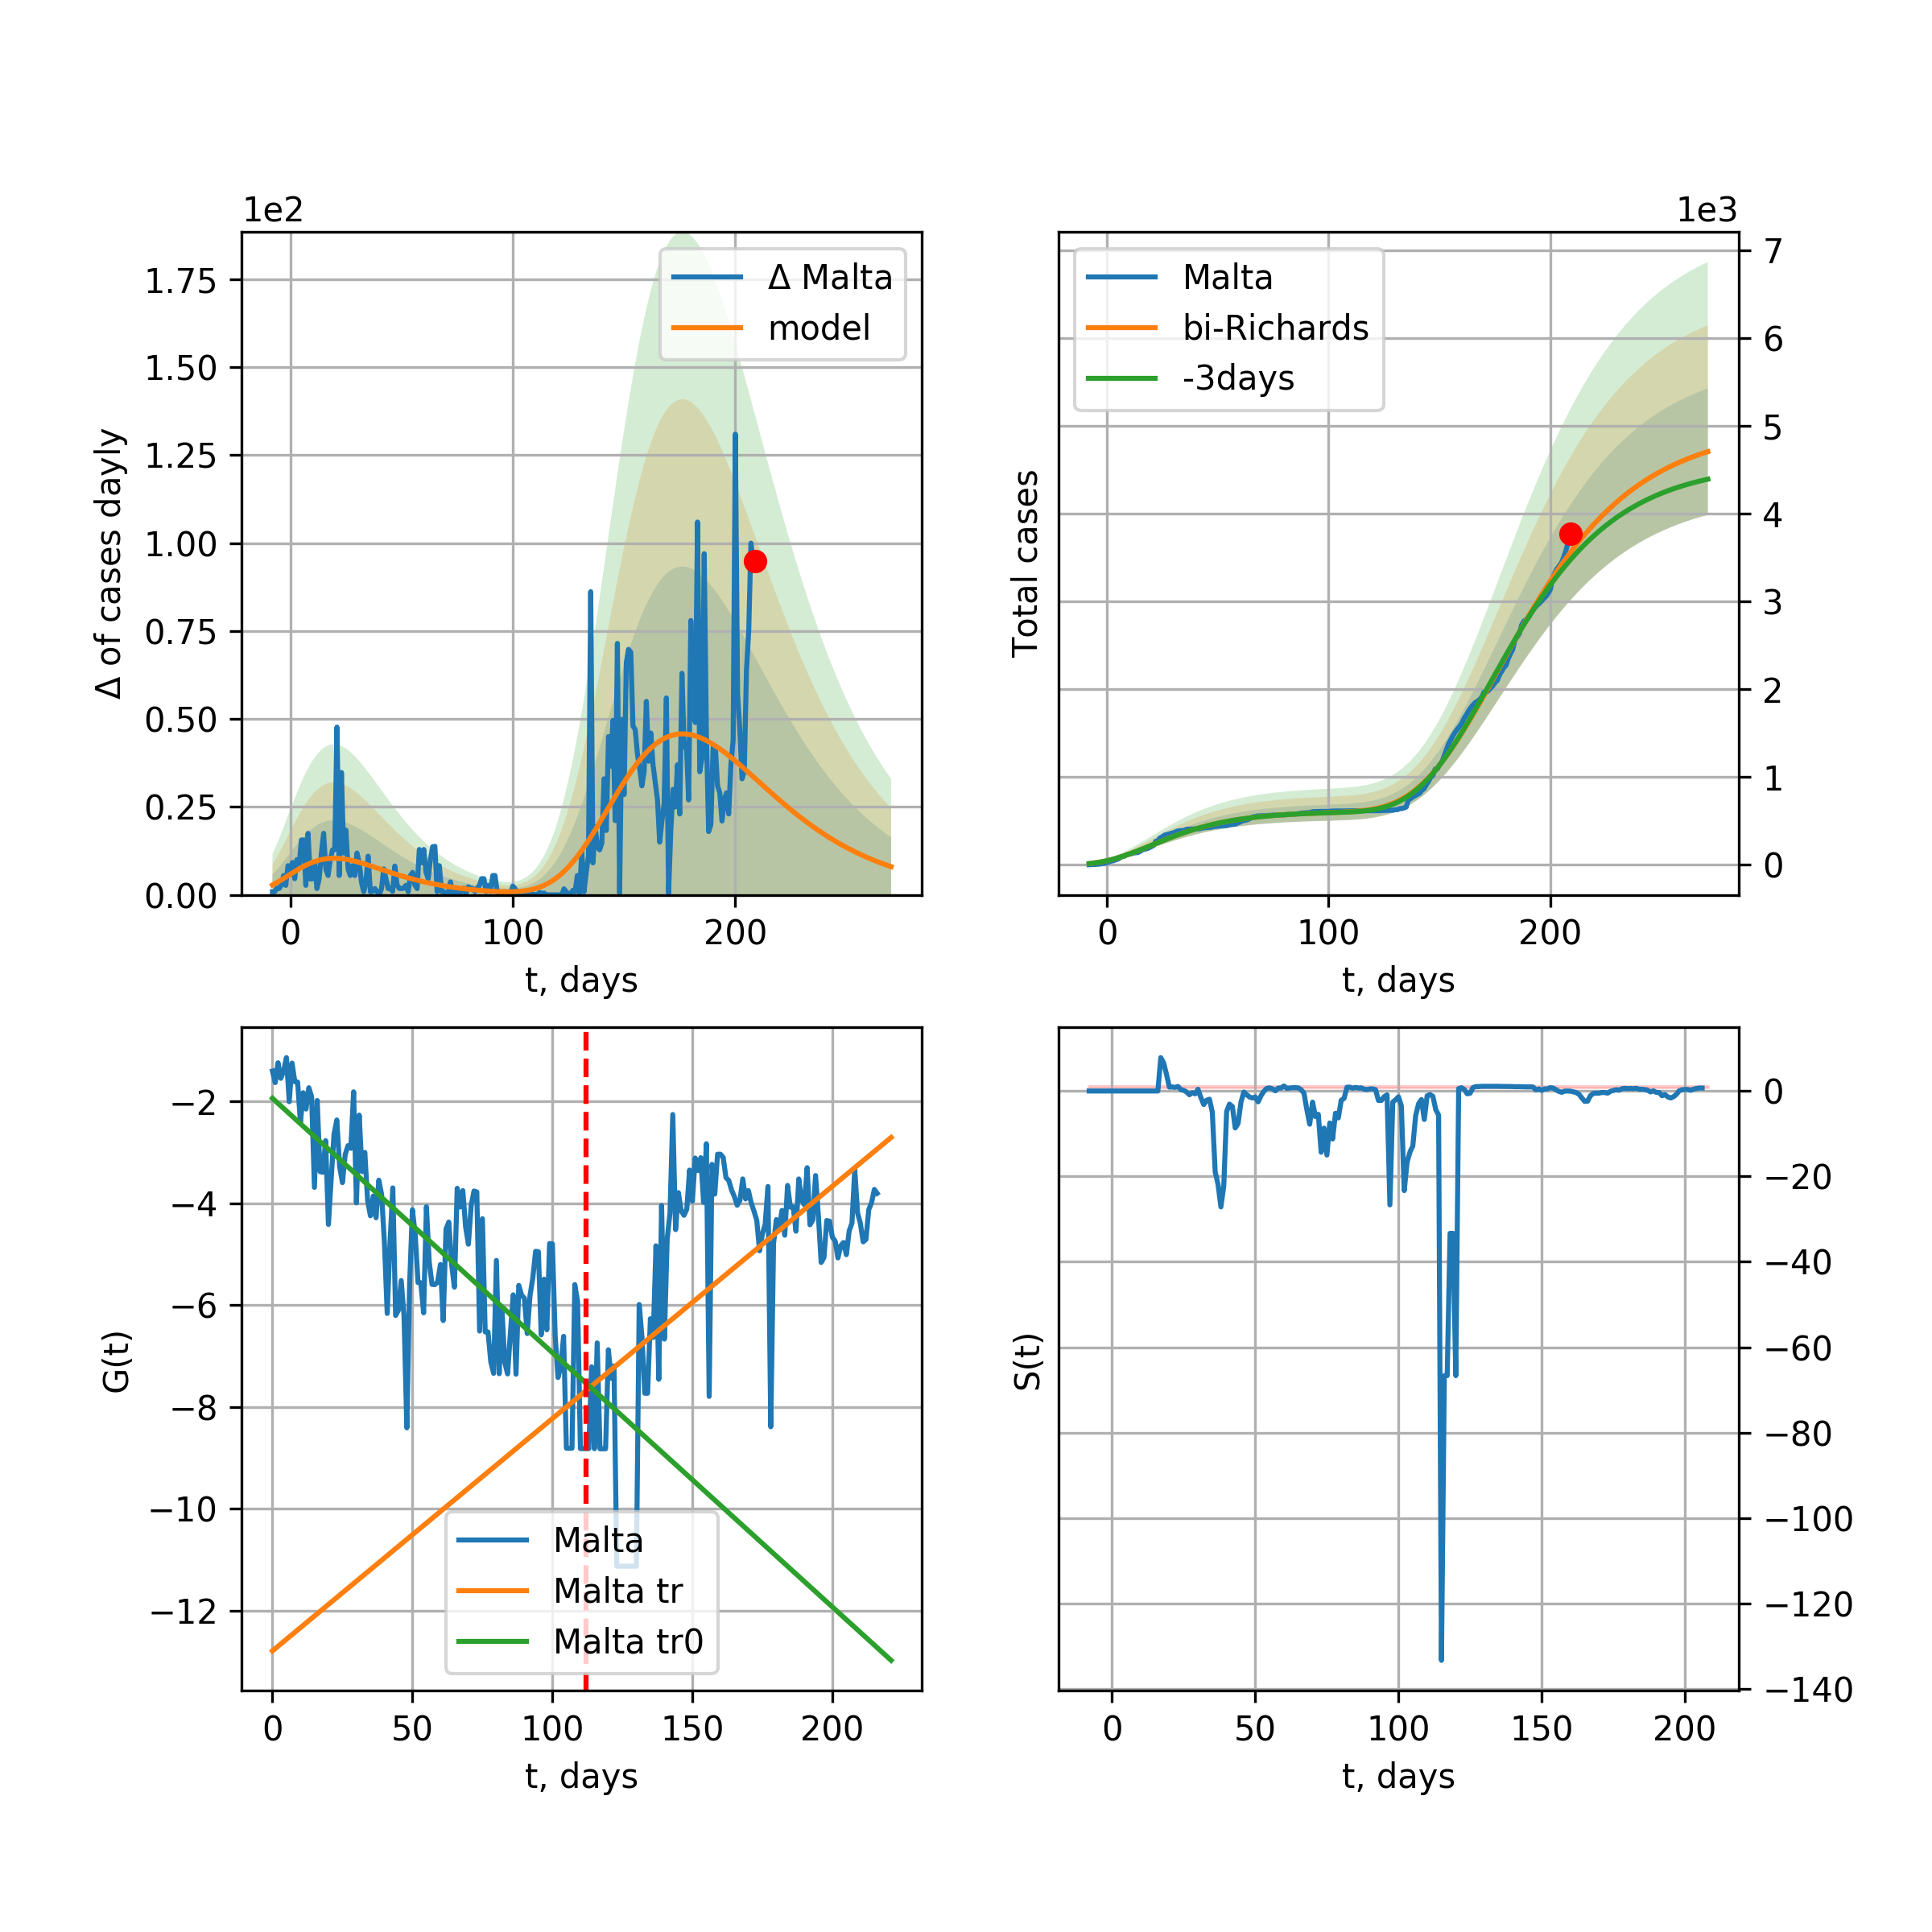 1e2
1.75
1.50
1.25
1.00
0.75
0.50
0.25
0.00
0 100 200
t, days
Δ of cases dayly
Δ Malta
model
1e3
7
6
5
4
3
2
1
0
0 100 200
t, days
Total cases
Malta
bi-Richards
-3days
−2
−4
−6
−8
−10
−12
0 50 100 150 200
t, days
G(t)
Malta
Malta tr
Malta tr0
0
−20
−40
−60
−80
−100
−120
−140
0 50 100 150 200
t, days
S(t)